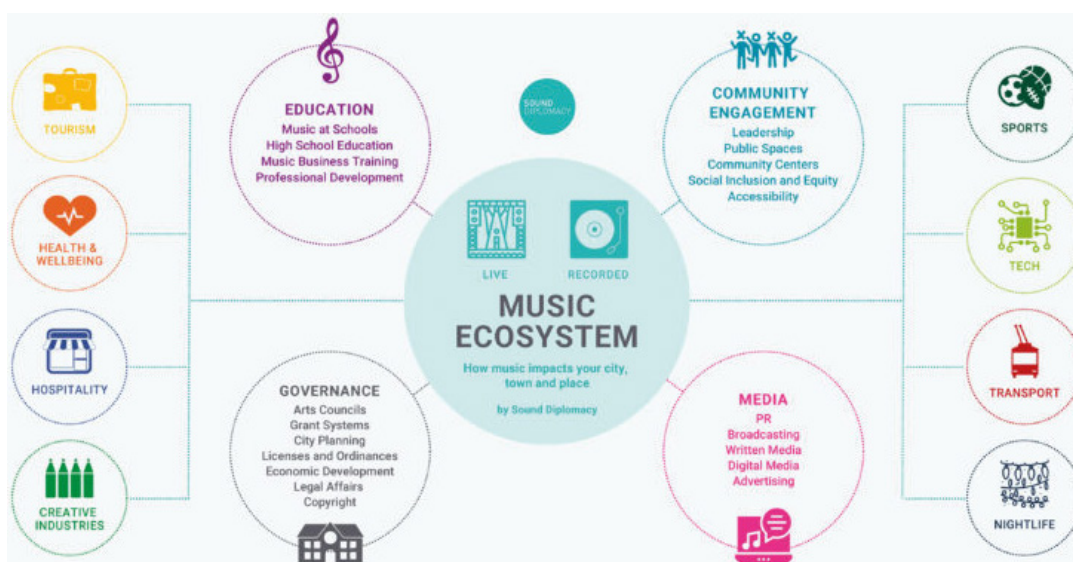 TOURISM
HEALTH &
WELLBEING
HOSPITALITY
CREATIVE
INDUSTRIES
EDUCATION
Music at Schools
High School Education
Music Business Training
Professional Development
GOVERNANCE
Arts Councils
Grant Systems
City Planning
Licenses and Ordinances
Economic Development
Legal Affairs
Copyright
SOUND
DIPLOMACY
LIVE
RECORDED
MUSIC
ECOSYSTEM
How music impacts your city,
town and place
by Sound Diplomacy
COMMUNITY
ENGAGEMENT
Leadership
Public Spaces
Community Centers
Social Inclusion and Equity
Accessibility
MEDIA
PR
Broadcasting
Written Media
Digital Media
Advertising
SPORTS
TECH
TRANSPORT
NIGHTLIFE